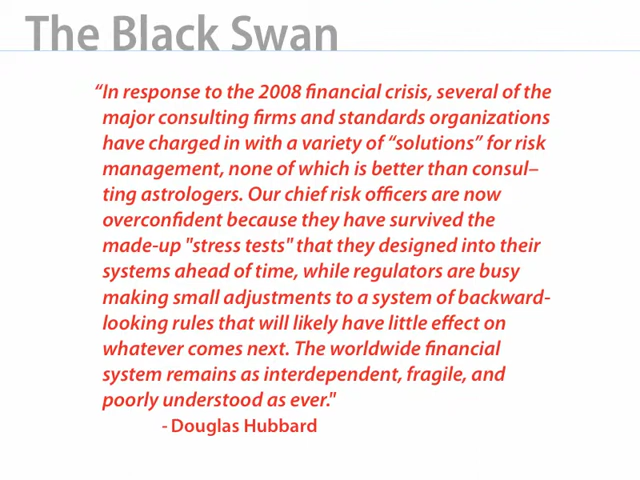 The Black Swan
“In response to the 2008 financial crisis, several of the
major consulting firms and standards organizations
have charged in with a variety of “solutions” for risk
management, none of which is better than consul–
ting astrologers. Our chief risk officers are now
overconfident because they have survived the
made-up "stress tests" that they designed into their
systems ahead of time, while regulators are busy
making small adjustments to a system of backward-
looking rules that will likely have little effect on
whatever comes next. The worldwide financial
system remains as interdependent, fragile, and
poorly understood as ever."
- Douglas Hubbard